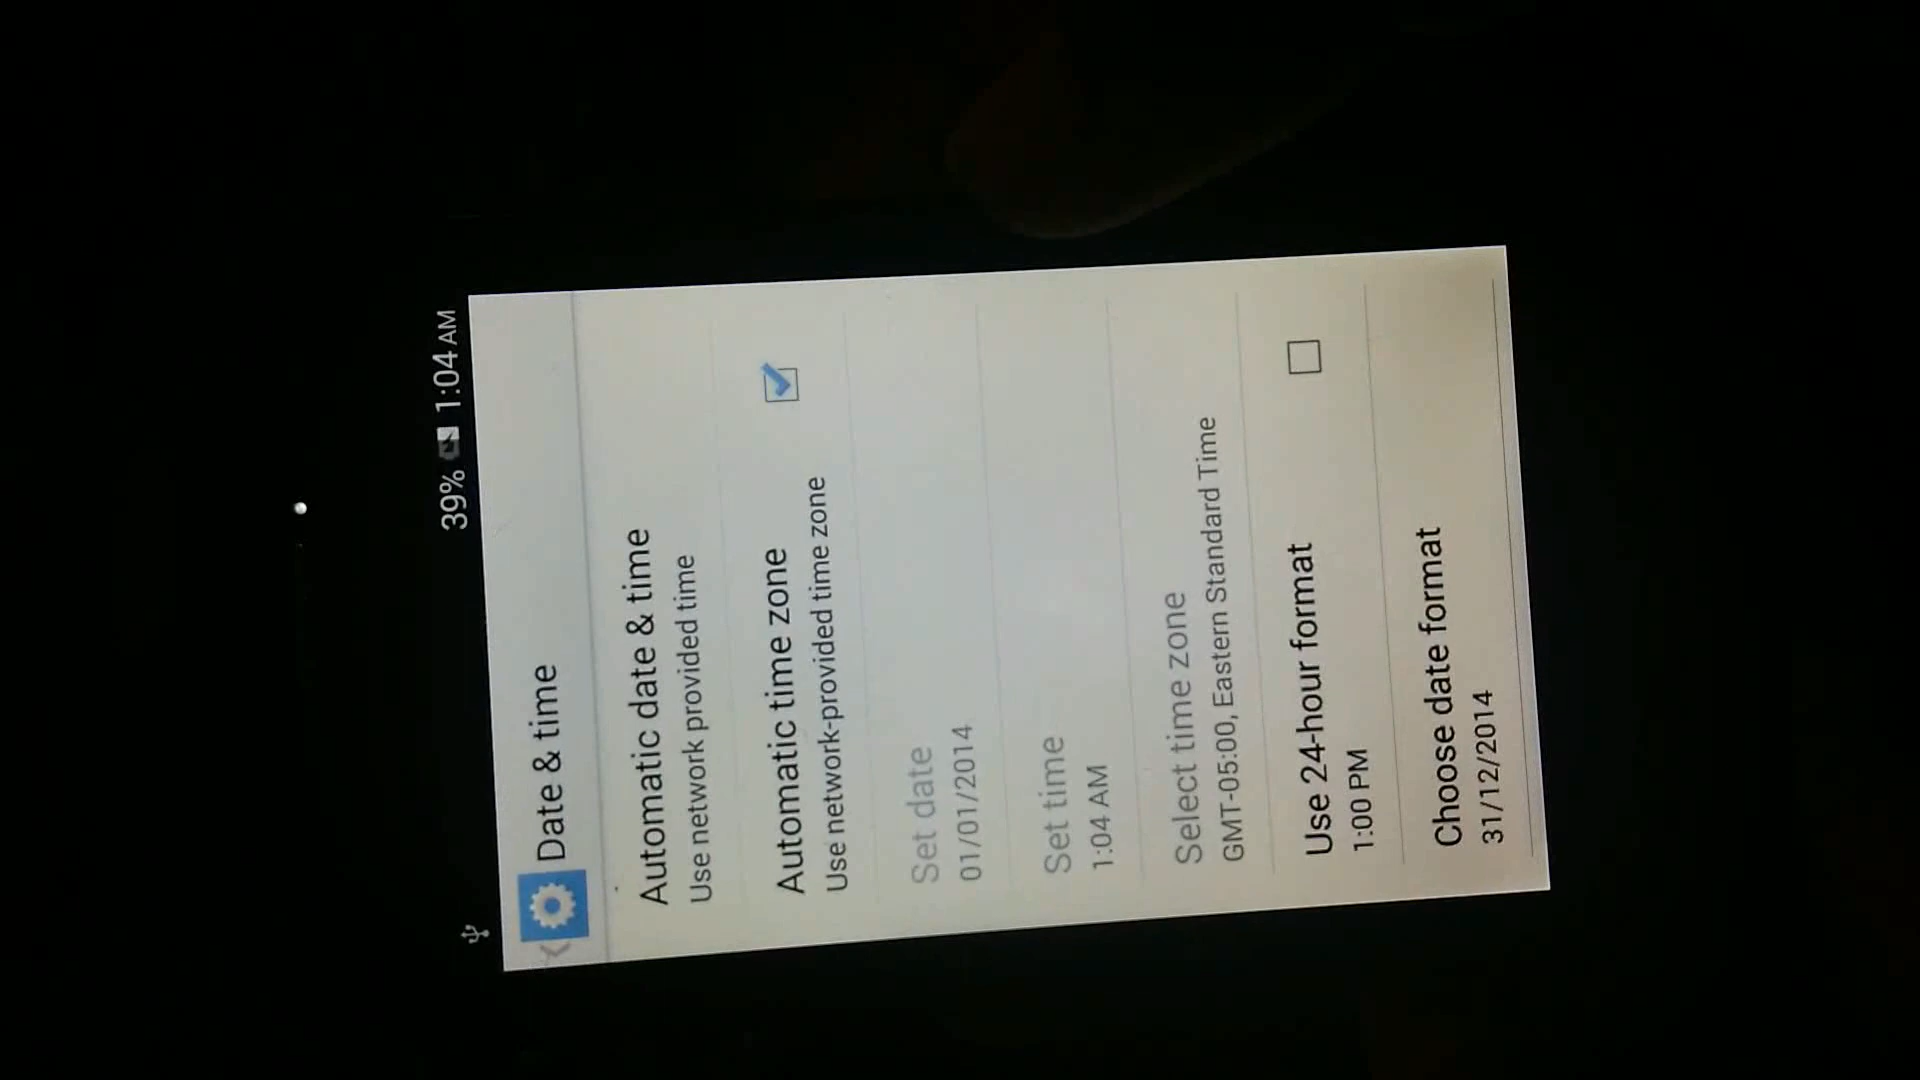 39% 1:04 AM
Date & time
Automatic date & time
Use network provided time
Automatic time zone
Use network-provided time zone
Set date
01/01/2014
Set time
1:04 AM
Select time zone
GMT-05:00, Eastern Standard Time
Use 24-hour format
1:00 PM
Choose date format
31/12/2014